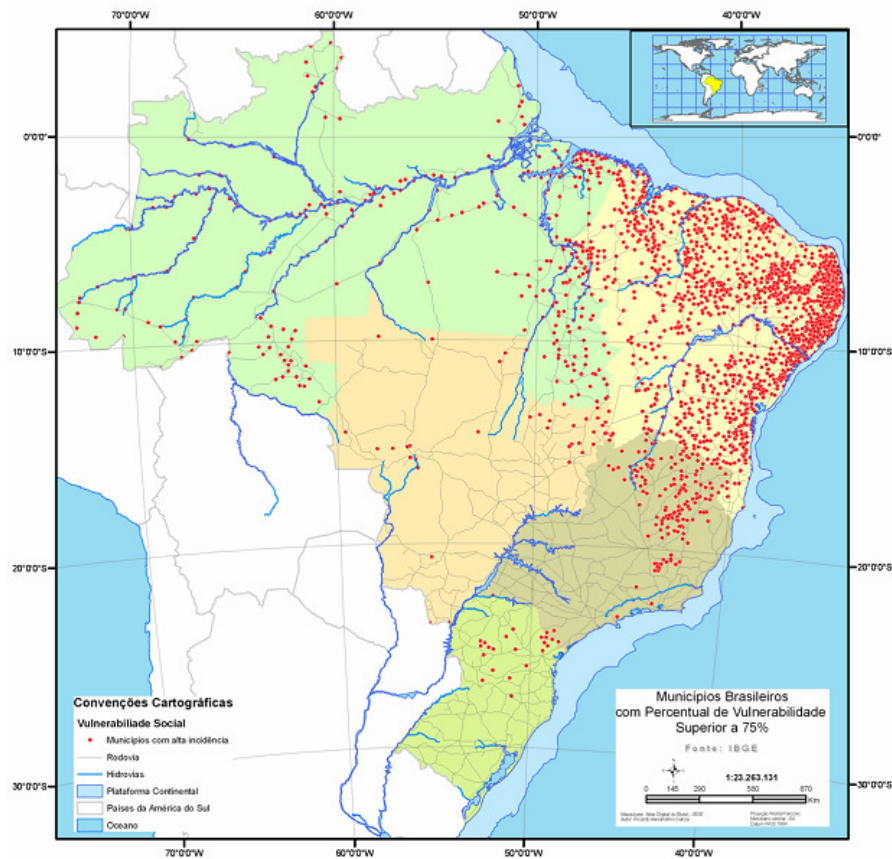 70°0'0"W
60°0'0"W
50°0'0"W
40°0'0"W
0°0'0"
0°0'0"
10°0'0"S
10°0'0"S
20°0'0"S
20°0'0"S
30°0'0"S
30°0'0"S
Convenções Cartográficas
Vulnerabiliade Social
Municípios com alta incidência
Rodovia
Hidrovias
Plataforma Continental
Países da América do Sul
Oceano
Municípios Brasileiros
com Percentual de Vulnerabilidade
Superior a 75%
Fonte: IBGE
1:23.263.131
0 145 290 580 870
Km
70°0'0"W
60°0'0"W
50°0'0"W
40°0'0"W